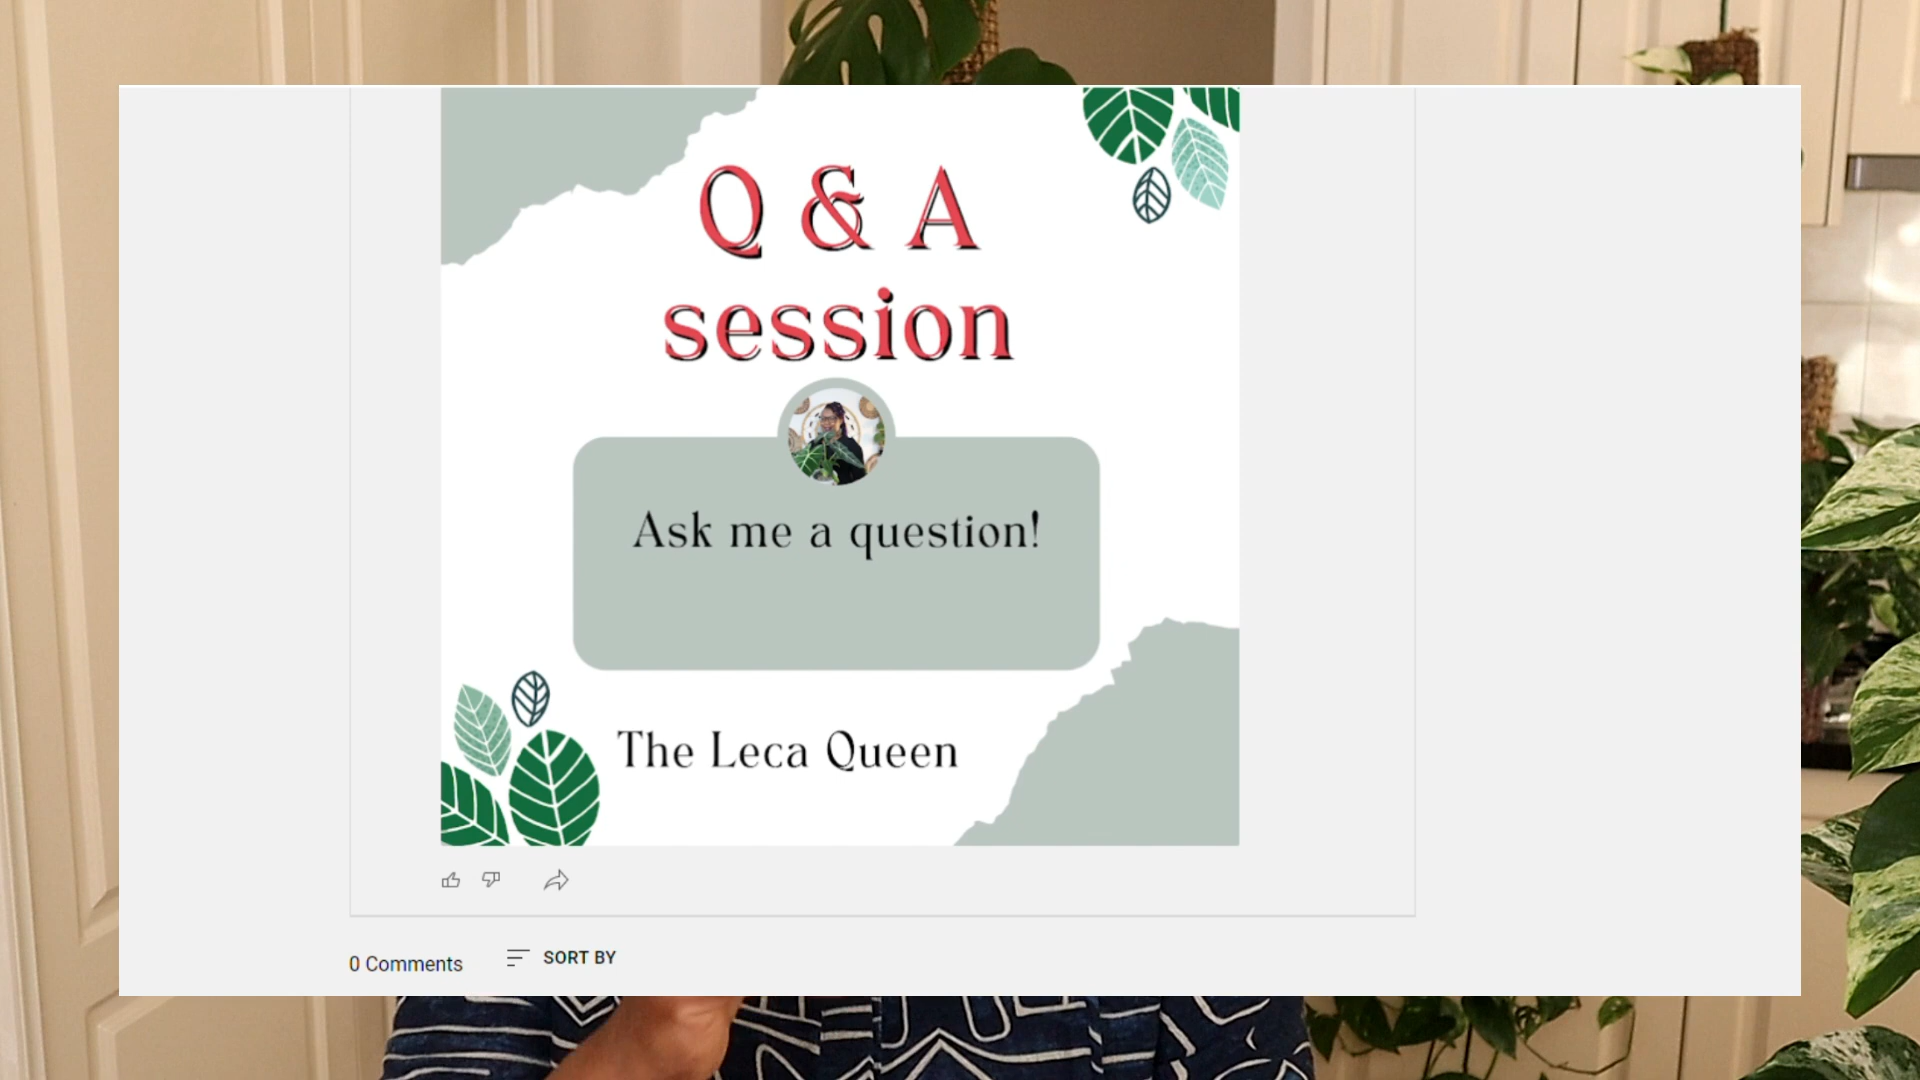 Q & A
session
Ask me a question!
The Leca Queen
0 Comments
SORT BY